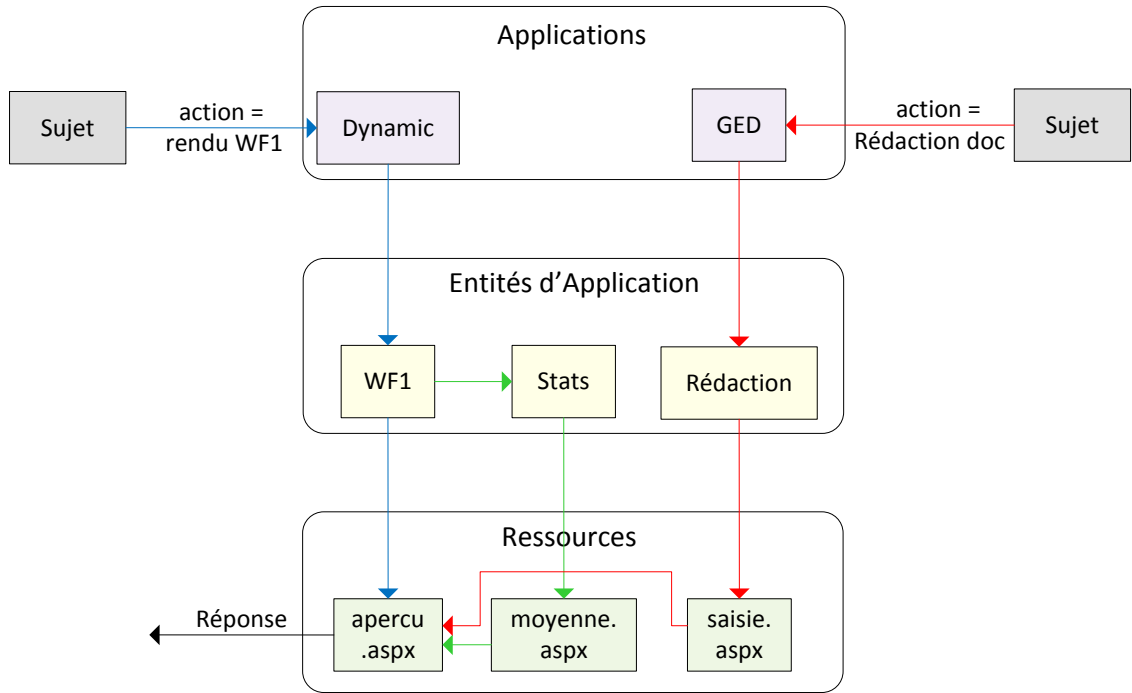 Applications
Sujet
action =
rendu WF1
Dynamic
GED
action =
Rédaction doc
Sujet
Entités d’Application
WF1
Stats
Rédaction
Ressources
Réponse
apercu
.aspx
moyenne.
aspx
saisie.
aspx